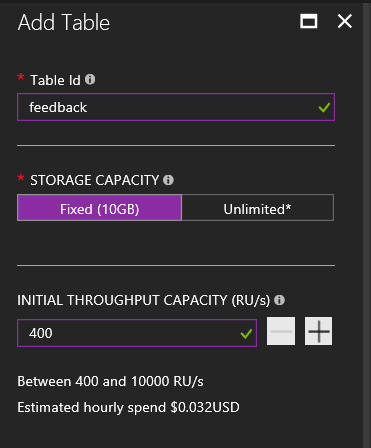 Add Table
* Table Id
feedback
* STORAGE CAPACITY
Fixed (10GB) Unlimited*
INITIAL THROUGHPUT CAPACITY (RU/s)
400
Between 400 and 10000 RU/s
Estimated hourly spend $0.032USD